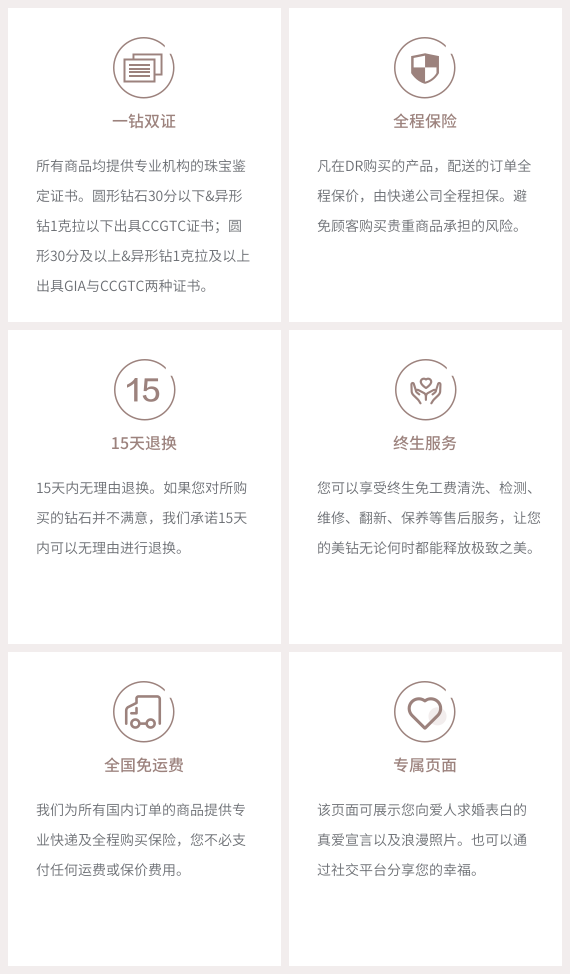 一钻双证
所有商品均提供专业机构的珠宝鉴
定证书。圆形钻石30分以下&异形
钻1克拉以下出具CCGTC证书；圆
形30分及以上&异形钻1克拉及以上
出具GIA与CCGTC两种证书。
全程保险
凡在DR购买的产品，配送的订单全
程保价，由快递公司全程担保。避
免顾客购买贵重商品承担的风险。
15
15天退换
15天内无理由退换。如果您对所购
买的钻石并不满意，我们承诺15天
内可以无理由进行退换。
终生服务
您可以享受终生免工费清洗、检测、
维修、翻新、保养等售后服务，让您
的美钻无论何时都能释放极致之美。
全国免运费
我们为所有国内订单的商品提供专
业快递及全程购买保险，您不必支
付任何运费或保价费用。
专属页面
该页面可展示您向爱人求婚表白的
真爱宣言以及浪漫照片。也可以通
过社交平台分享您的幸福。